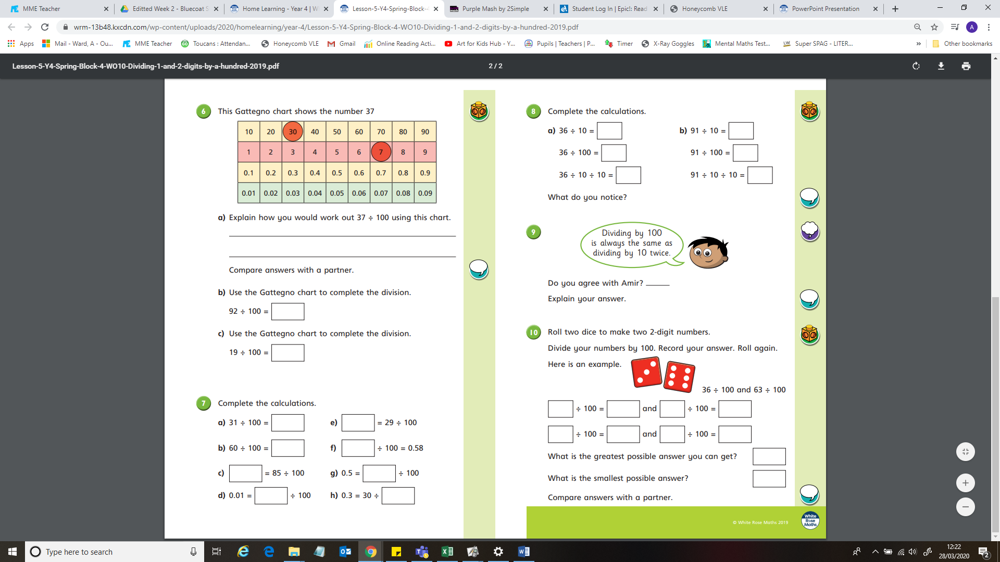 MME Teacher
Editted Week 2 - Bluecoat S
Home Learning - Year 4 | W
Lesson-5-Y4-Spring-Block-4
Purple Mash by 2Simple
Student Log In | Epic!: Read
Honeycomb VLE
PowerPoint Presentation
wrm-13b48.kxcdn.com/wp-content/uploads/2020/homelearning/year-4/Lesson-5-Y4-Spring-Block-4-WO10-Dividing-1-and-2-digits-by-a-hundred-2019.pdf
A
Apps
Mail - Ward, A - Ou...
MME Teacher
Toucans : Attendan...
Honeycomb VLE
Gmail
Online Reading Acti...
Art for Kids Hub - Y...
Pupils | Teachers | P...
Timer
X-Ray Goggles
Mental Maths Test...
Super SPAG - LITER...
»
Other bookmarks
Lesson-5-Y4-Spring-Block-4-WO10-Dividing-1-and-2-digits-by-a-hundred-2019.pdf
2 / 2
6 This Gattegno chart shows the number 37
10 20 30 40 50 60 70 80 90
1 2 3 4 5 6 7 8 9
0.1 0.2 0.3 0.4 0.5 0.6 0.7 0.8 0.9
0.01 0.02 0.03 0.04 0.05 0.06 0.07 0.08 0.09
a) Explain how you would work out 37 ÷ 100 using this chart.
Compare answers with a partner.
b) Use the Gattegno chart to complete the division.
92 ÷ 100 =
c) Use the Gattegno chart to complete the division.
19 ÷ 100 =
7 Complete the calculations.
a) 31 ÷ 100 =
e) = 29 ÷ 100
b) 60 ÷ 100 =
f) ÷ 100 = 0.58
c) = 85 ÷ 100
g) 0.5 = ÷ 100
d) 0.01 = ÷ 100
h) 0.3 = 30 ÷
8 Complete the calculations.
a) 36 ÷ 10 =
b) 91 ÷ 10 =
36 ÷ 100 =
91 ÷ 100 =
36 ÷ 10 ÷ 10 =
91 ÷ 10 ÷ 10 =
What do you notice?
9
Dividing by 100
is always the same as
dividing by 10 twice.
Do you agree with Amir?
Explain your answer.
10 Roll two dice to make two 2-digit numbers.
Divide your numbers by 100. Record your answer. Roll again.
Here is an example.
36 ÷ 100 and 63 ÷ 100
÷ 100 = and ÷ 100 =
÷ 100 = and ÷ 100 =
What is the greatest possible answer you can get?
What is the smallest possible answer?
Compare answers with a partner.
© White Rose Maths 2019
White
Rose
Maths
Type here to search
12:22
28/03/2020
2